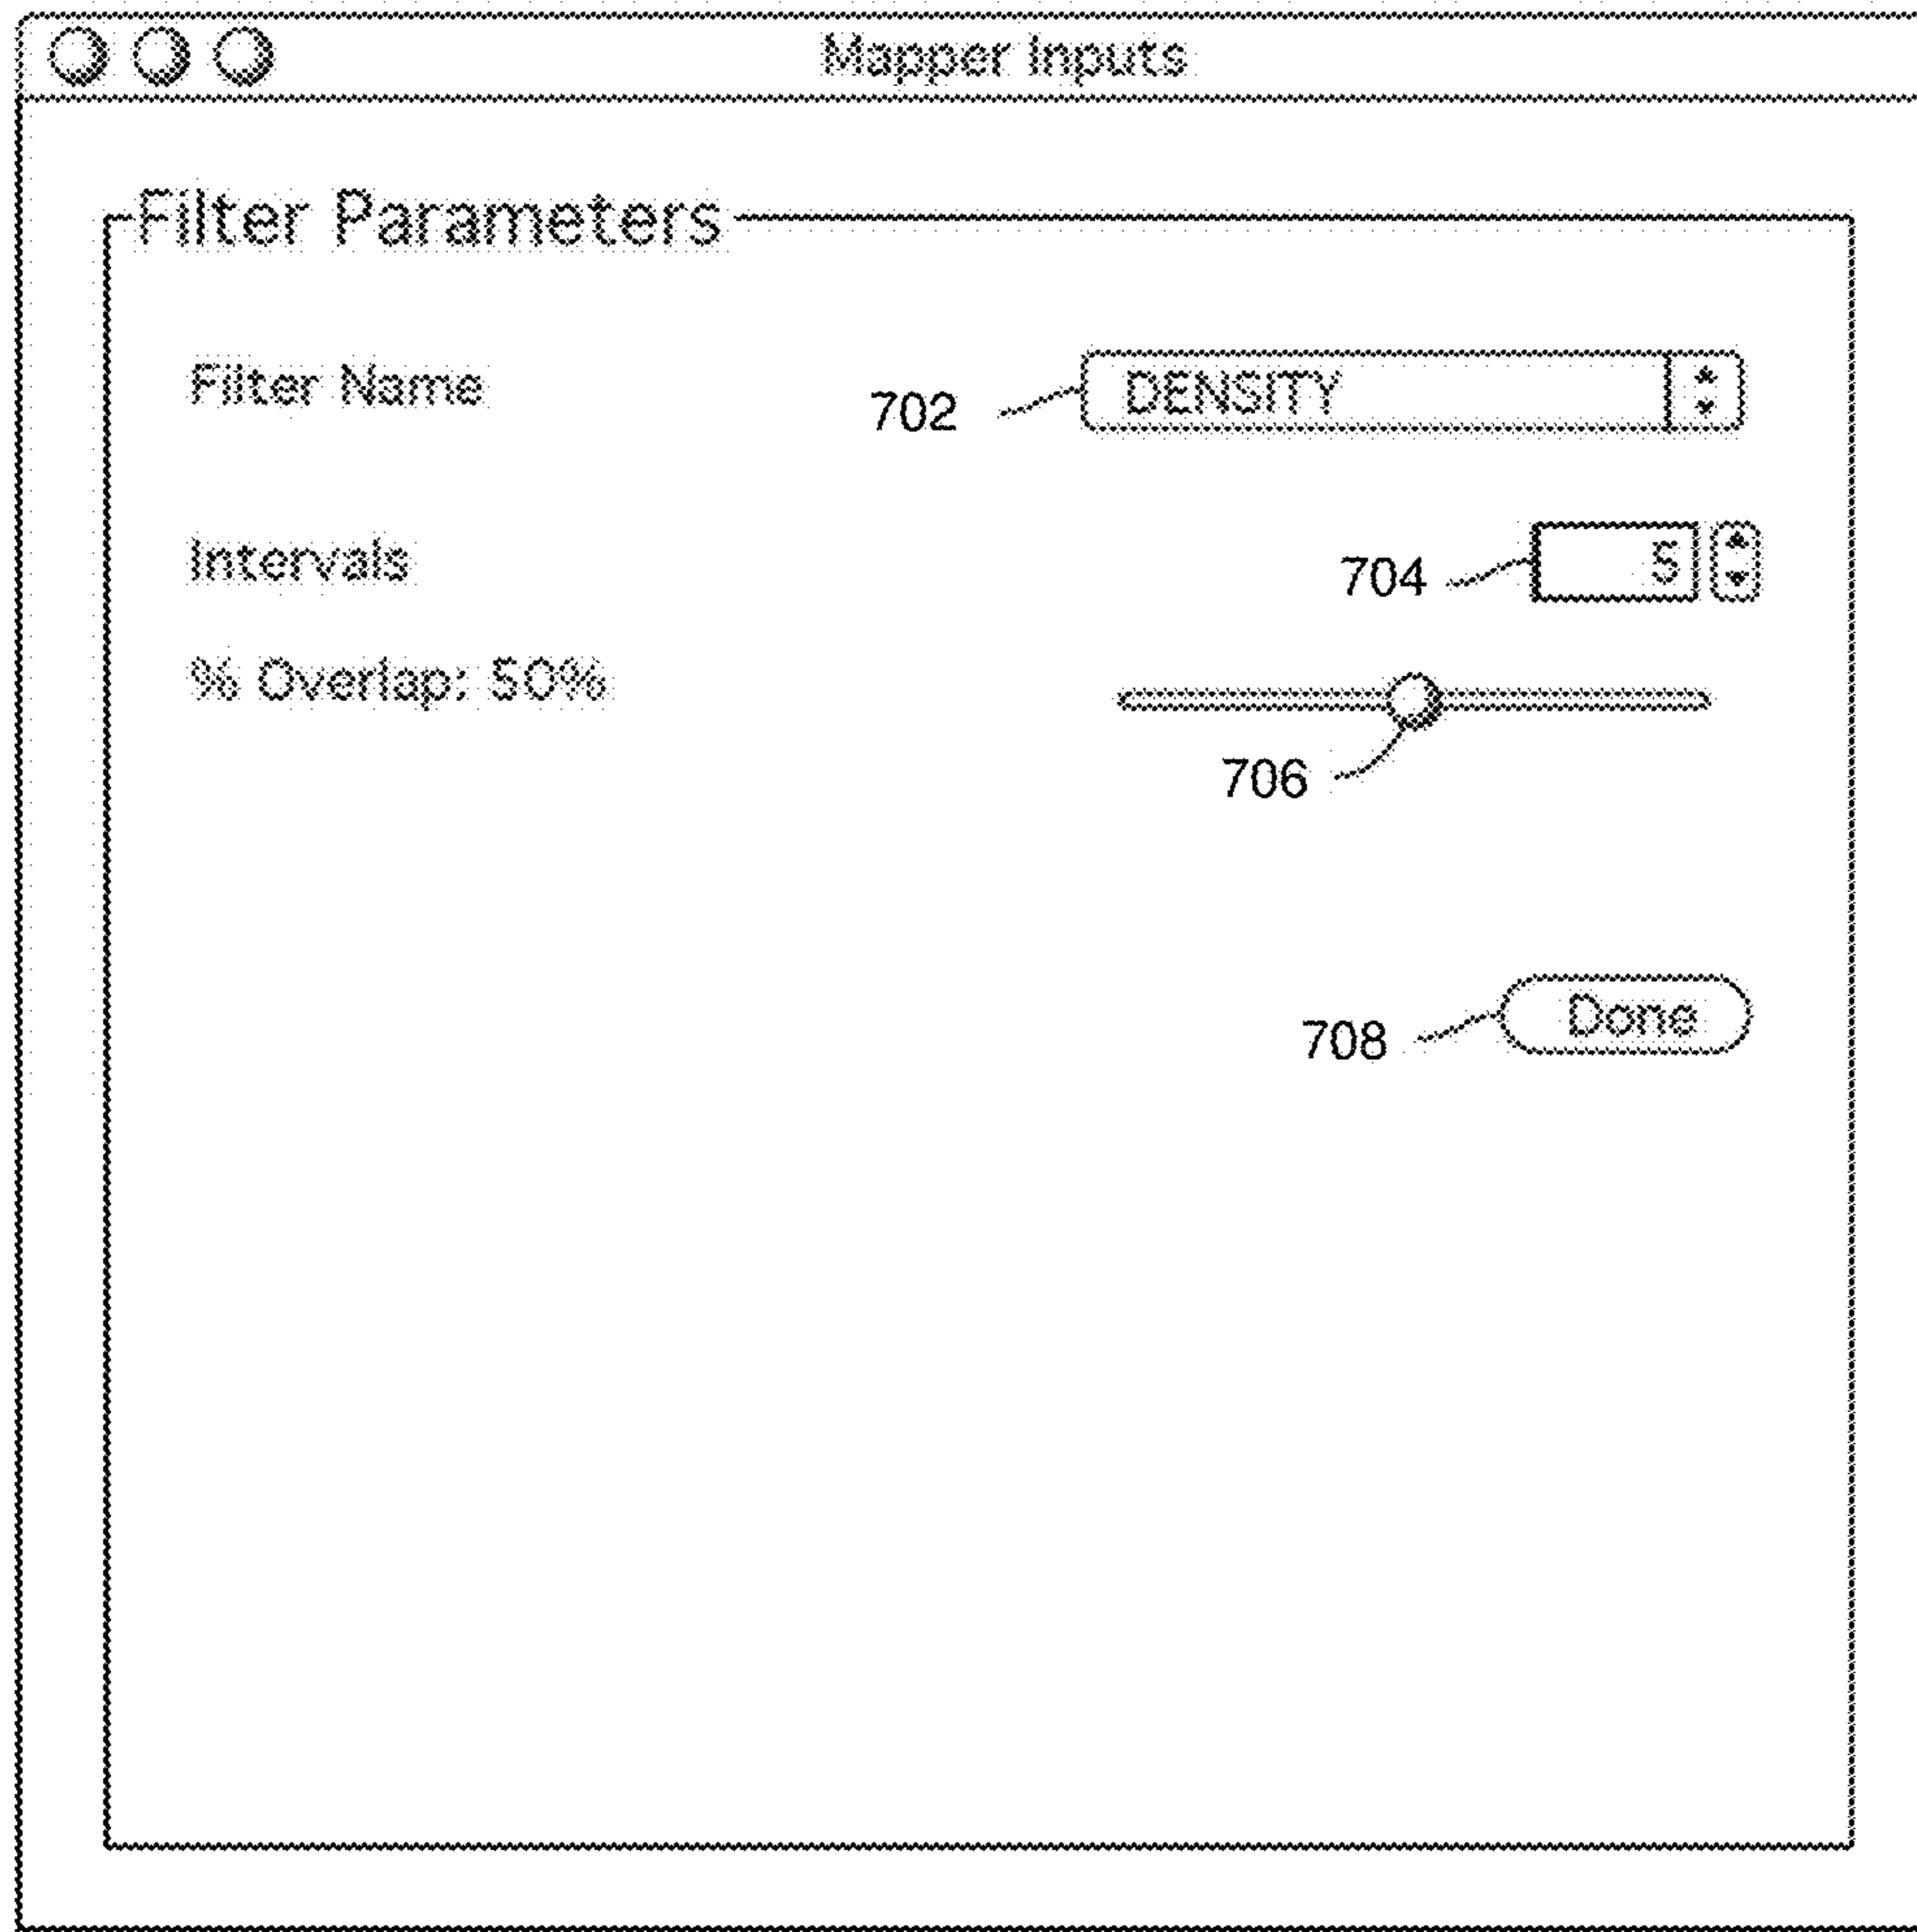 Mapper Inputs
Filter Parameters
Filter Name 702 DENSITY
Intervals 704 5
% Overlap: 50%
706
708 Done